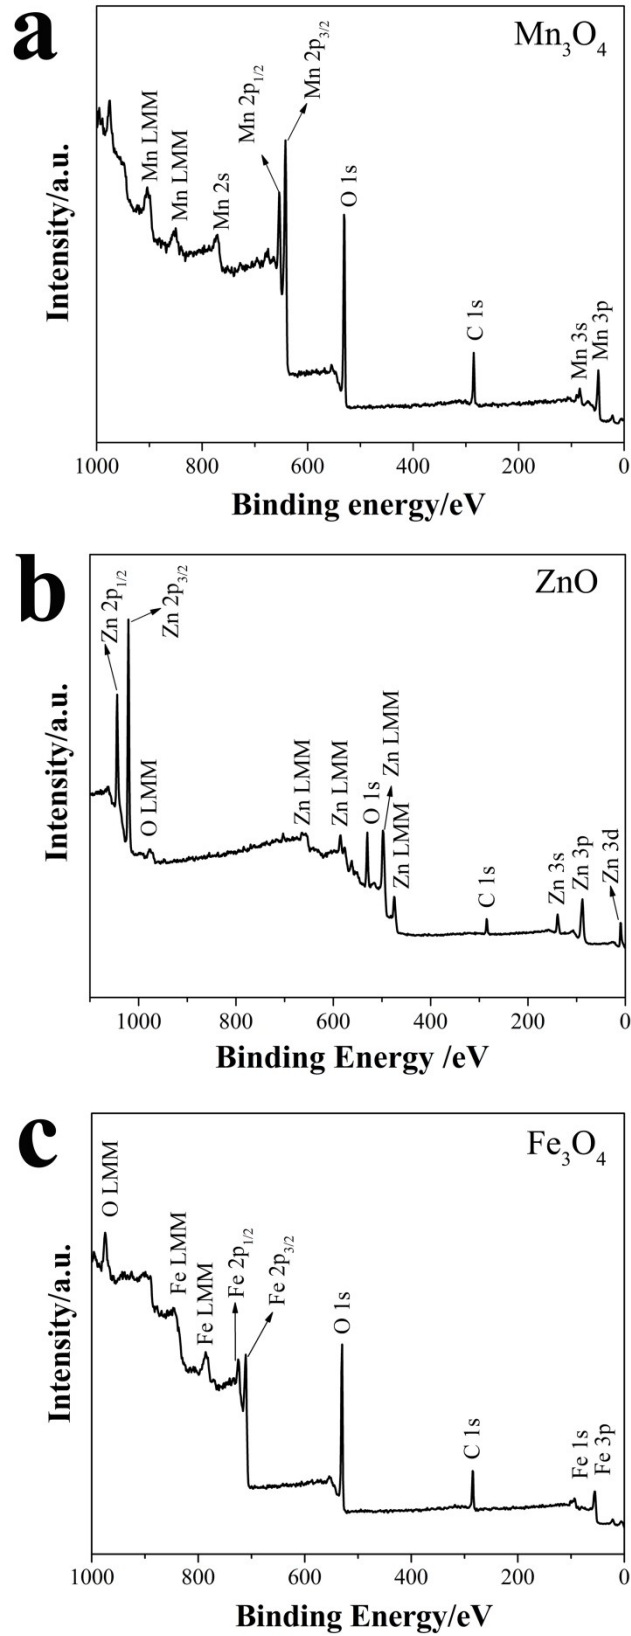 a
Mn₃O₄
Intensity/a.u.
Mn LMM
Mn LMM
Mn 2s
Mn 2p₁/₂
Mn 2p₃/₂
O 1s
C 1s
Mn 3s
Mn 3p
1000 800 600 400 200 0
Binding energy/eV
b
ZnO
Intensity/a.u.
Zn 2p₁/₂
Zn 2p₃/₂
O LMM
Zn LMM
Zn LMM
O 1s
Zn LMM
Zn LMM
C 1s
Zn 3s
Zn 3p
Zn 3d
1000 800 600 400 200 0
Binding Energy /eV
c
Fe₃O₄
Intensity/a.u.
O LMM
Fe LMM
Fe LMM
Fe 2p₁/₂
Fe 2p₃/₂
O 1s
C 1s
Fe 1s
Fe 3p
1000 800 600 400 200 0
Binding energy/eV